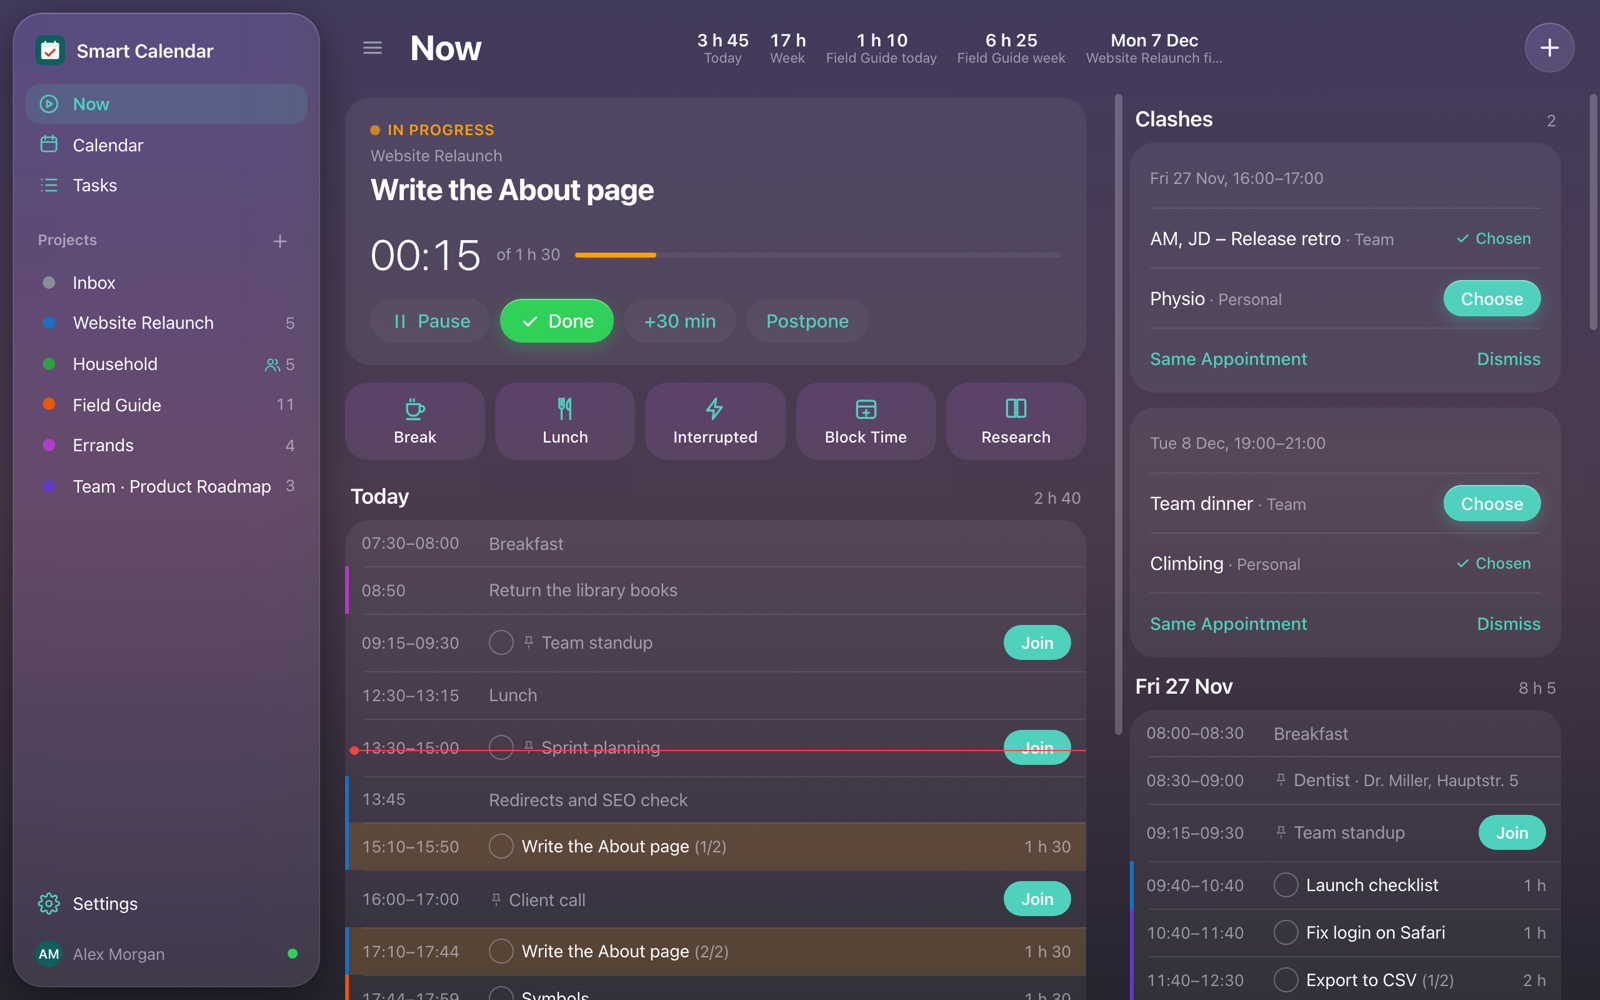 Smart Calendar
Now
Calendar
Tasks
Projects
Inbox
Website Relaunch 5
Household 5
Field Guide 11
Errands 4
Team · Product Roadmap 3
Settings
AM Alex Morgan
Now
3 h 45
Today
17 h
Week
1 h 10
Field Guide today
6 h 25
Field Guide week
Mon 7 Dec
Website Relaunch fi...
IN PROGRESS
Website Relaunch
Write the About page
00:15 of 1 h 30
Pause
Done
+30 min
Postpone
Break
Lunch
Interrupted
Block Time
Research
Today 2 h 40
07:30–08:00 Breakfast
08:50 Return the library books
09:15–09:30 Team standup Join
12:30–13:15 Lunch
13:30–15:00 Sprint planning Join
13:45 Redirects and SEO check
15:10–15:50 Write the About page (1/2) 1 h 30
16:00–17:00 Client call Join
17:10–17:44 Write the About page (2/2) 1 h 30
17:44–17:59 Symbols 1 h 30
Clashes 2
Fri 27 Nov, 16:00–17:00
AM, JD – Release retro · Team Chosen
Physio · Personal Choose
Same Appointment Dismiss
Tue 8 Dec, 19:00–21:00
Team dinner · Team Choose
Climbing · Personal Chosen
Same Appointment Dismiss
Fri 27 Nov 8 h 5
08:00–08:30 Breakfast
08:30–09:00 Dentist · Dr. Miller, Hauptstr. 5
09:15–09:30 Team standup Join
09:40–10:40 Launch checklist 1 h
10:40–11:40 Fix login on Safari 1 h
11:40–12:30 Export to CSV (1/2) 2 h